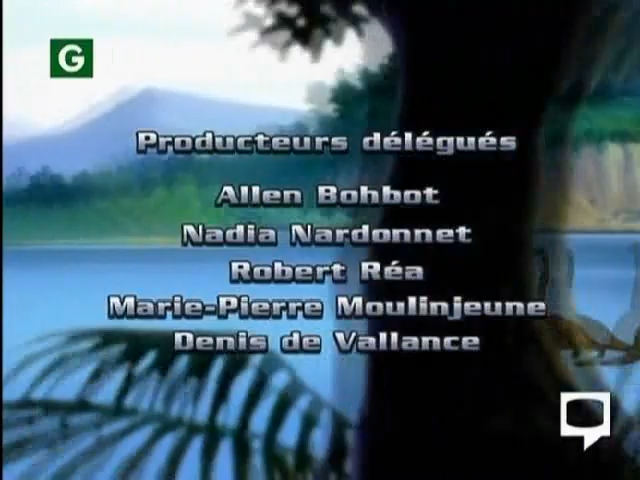 G
Producteurs délégués
Allen Bohbot
Nadia Nardonnet
Robert Réa
Marie-Pierre Moulinjeune
Denis de Vallance